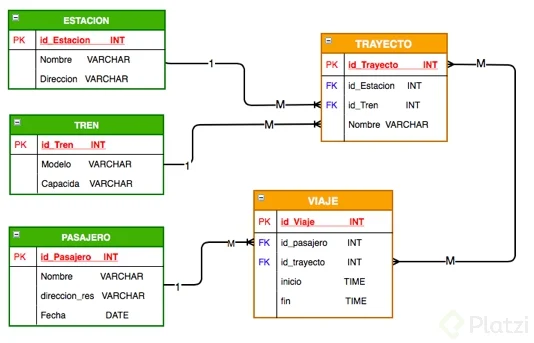 ESTACION
PK id_Estacion INT
Nombre VARCHAR
Direccion VARCHAR
1
M
TREN
PK id_Tren INT
Modelo VARCHAR
Capacida VARCHAR
1
M
TRAYECTO
PK id_Trayecto INT
FK id_Estacion INT
FK id_Tren INT
Nombre VARCHAR
M
M
PASAJERO
PK id_Pasajero INT
Nombre VARCHAR
direccion_res VARCHAR
Fecha DATE
1
M
VIAJE
PK id_Viaje INT
FK id_pasajero INT
FK id_trayecto INT
inicio TIME
fin TIME
Platzi